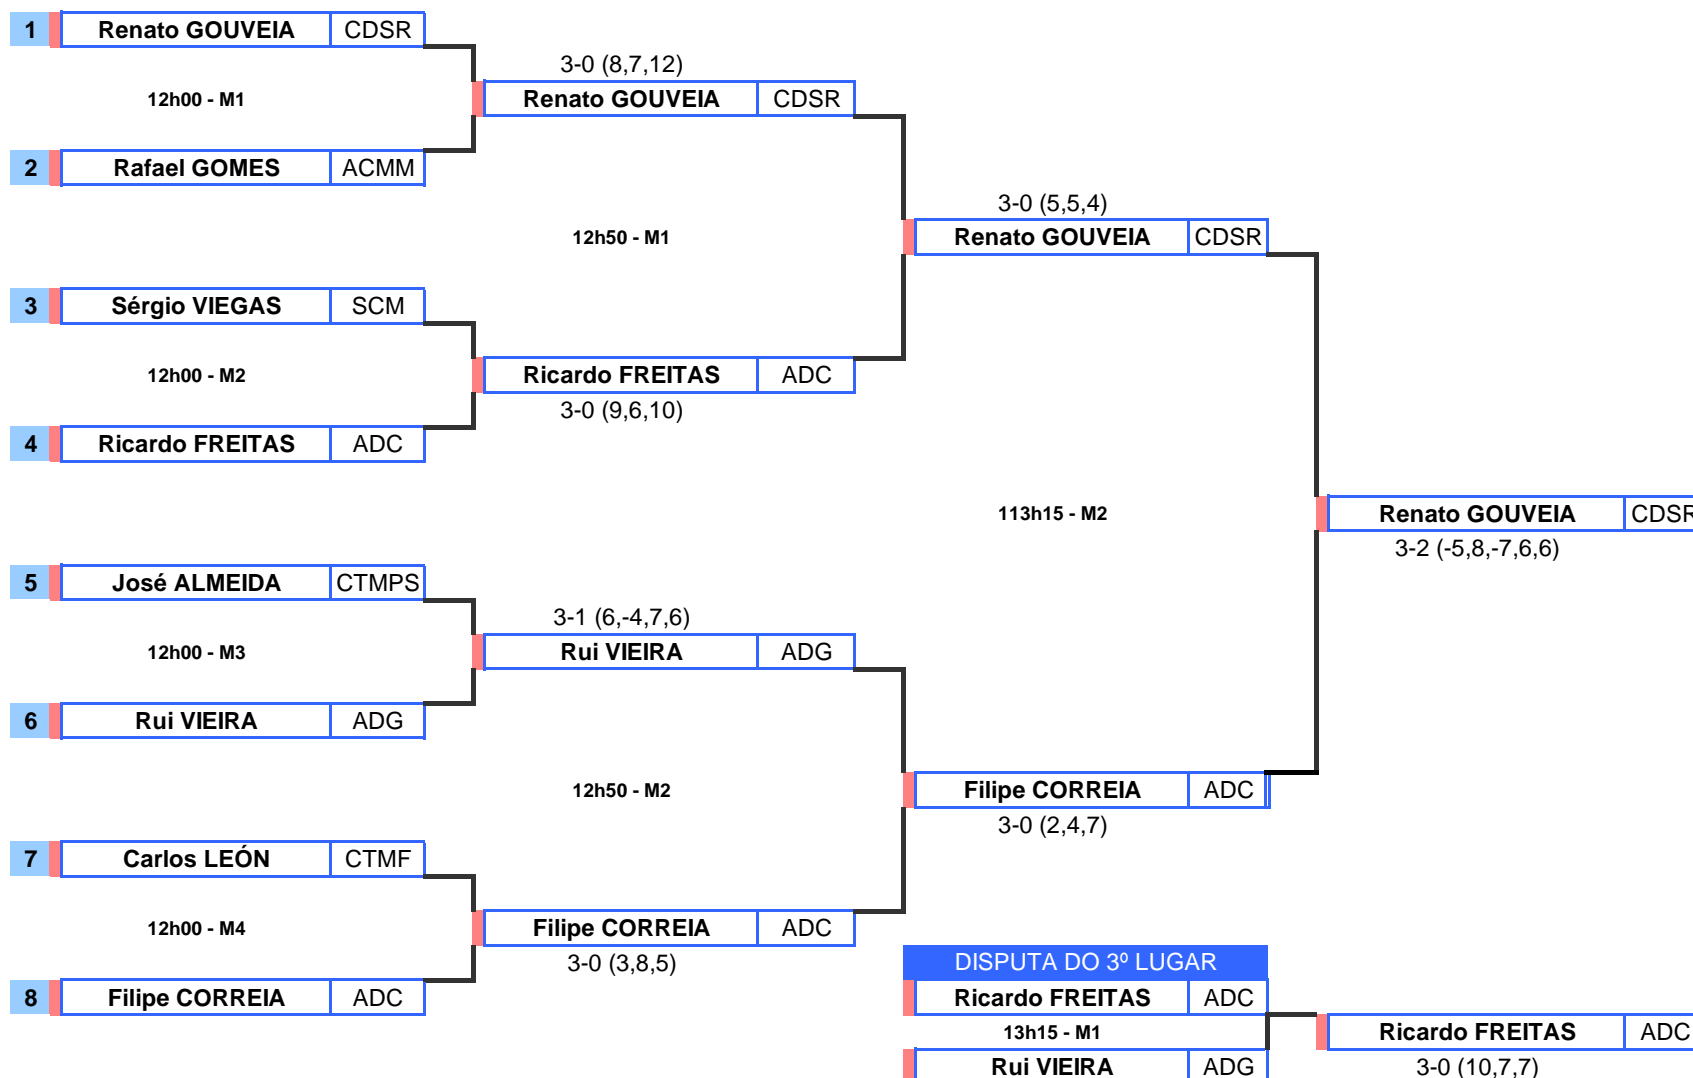 1 Renato GOUVEIA CDSR
3-0 (8,7,12)
12h00 - M1
Renato GOUVEIA CDSR
2 Rafael GOMES ACMM
3-0 (5,5,4)
12h50 - M1
Renato GOUVEIA CDSR
3 Sérgio VIEGAS SCM
12h00 - M2
Ricardo FREITAS ADC
3-0 (9,6,10)
4 Ricardo FREITAS ADC
113h15 - M2
Renato GOUVEIA CDSR
3-2 (-5,8,-7,6,6)
5 José ALMEIDA CTMPS
3-1 (6,-4,7,6)
12h00 - M3
Rui VIEIRA ADG
6 Rui VIEIRA ADG
12h50 - M2
Filipe CORREIA ADC
3-0 (2,4,7)
7 Carlos LEÓN CTMF
12h00 - M4
Filipe CORREIA ADC
3-0 (3,8,5)
8 Filipe CORREIA ADC
DISPUTA DO 3º LUGAR
Ricardo FREITAS ADC
13h15 - M1
Ricardo FREITAS ADC
Rui VIEIRA ADG
3-0 (10,7,7)